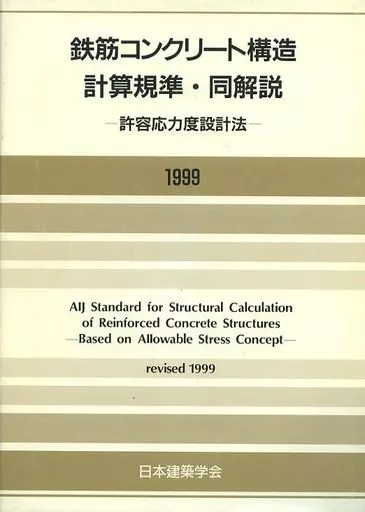 鉄筋コンクリート構造
計算規準・同解説
—許容応力度設計法—
1999
AIJ Standard for Structural Calculation
of Reinforced Concrete Structures
—Based on Allowable Stress Concept—
revised 1999
日本建築学会